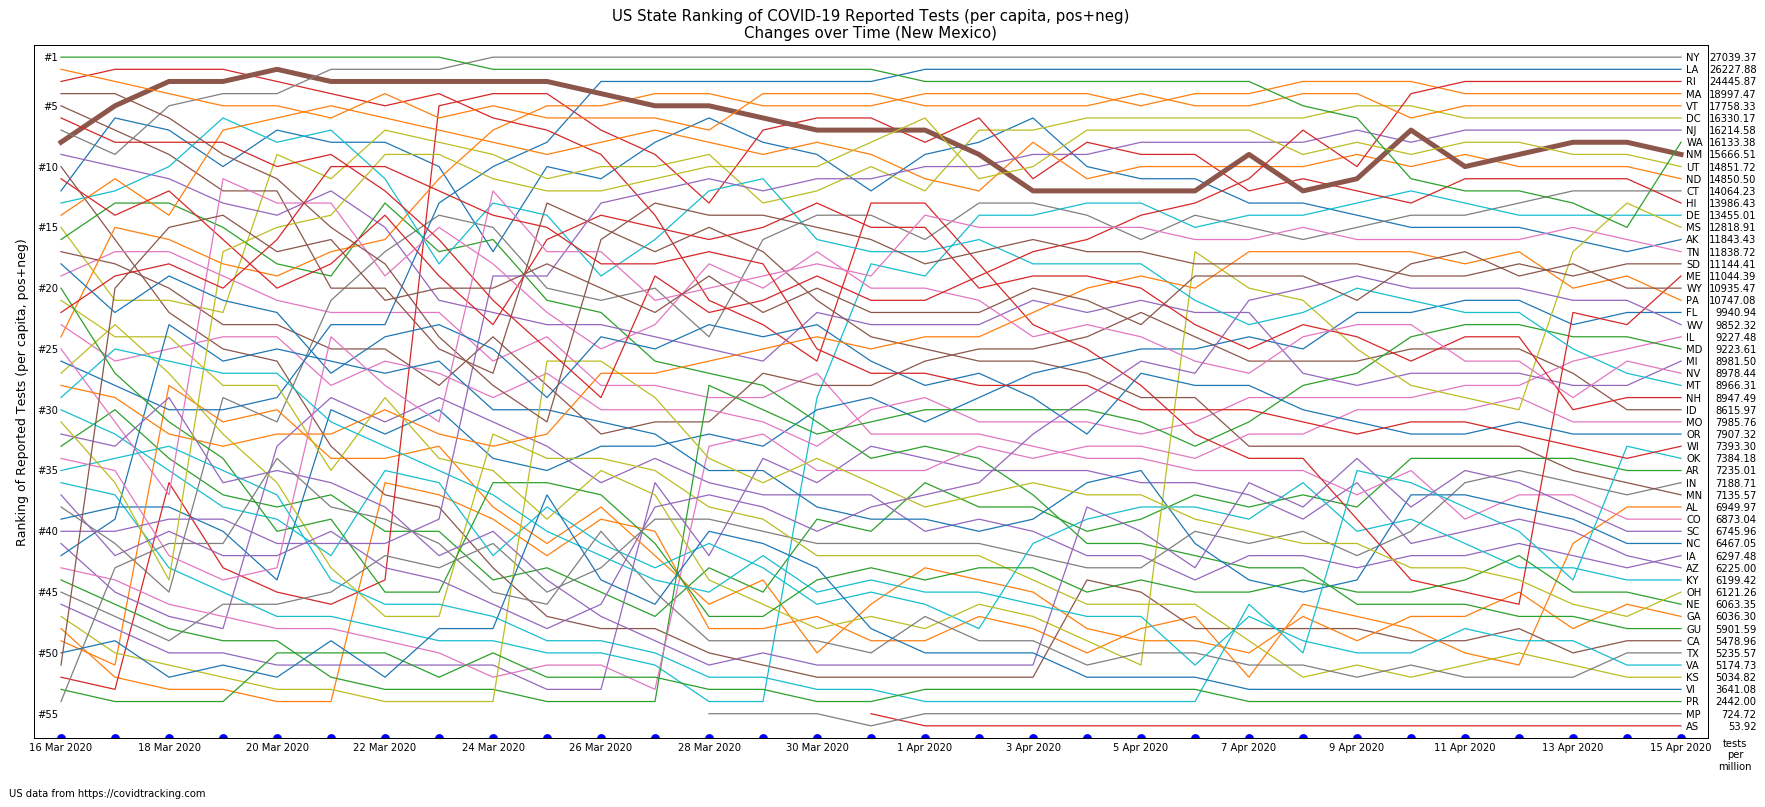 US State Ranking of COVID-19 Reported Tests (per capita, pos+neg)
Changes over Time (New Mexico)
Ranking of Reported Tests (per capita, pos+neg)
#1
#5
#10
#15
#20
#25
#30
#35
#40
#45
#50
#55
NY 27039.37
LA 26227.88
RI 24445.87
MA 18997.47
VT 17758.33
DC 16330.17
NJ 16214.58
WA 16133.38
NM 15666.51
UT 14851.72
ND 14850.50
CT 14064.23
HI 13986.43
DE 13455.01
MS 12818.91
AK 11843.43
TN 11838.72
SD 11144.41
ME 11044.39
WY 10935.47
PA 10747.08
FL 9940.94
WV 9852.32
IL 9227.48
MD 9223.61
MI 8981.50
NV 8978.44
MT 8966.31
NH 8947.49
ID 8615.97
MO 7985.76
OR 7907.32
WI 7393.30
OK 7384.18
AR 7235.01
IN 7188.71
MN 7135.57
AL 6949.97
CO 6873.04
SC 6745.96
NC 6467.05
IA 6297.48
AZ 6225.00
KY 6199.42
OH 6121.26
NE 6063.35
GA 6036.30
GU 5901.59
CA 5478.96
TX 5235.57
VA 5174.73
KS 5034.82
VI 3641.08
PR 2442.00
MP 724.72
AS 53.92
16 Mar 2020 18 Mar 2020 20 Mar 2020 22 Mar 2020 24 Mar 2020 26 Mar 2020 28 Mar 2020 30 Mar 2020 1 Apr 2020 3 Apr 2020 5 Apr 2020 7 Apr 2020 9 Apr 2020 11 Apr 2020 13 Apr 2020 15 Apr 2020
tests
per
million
US data from https://covidtracking.com